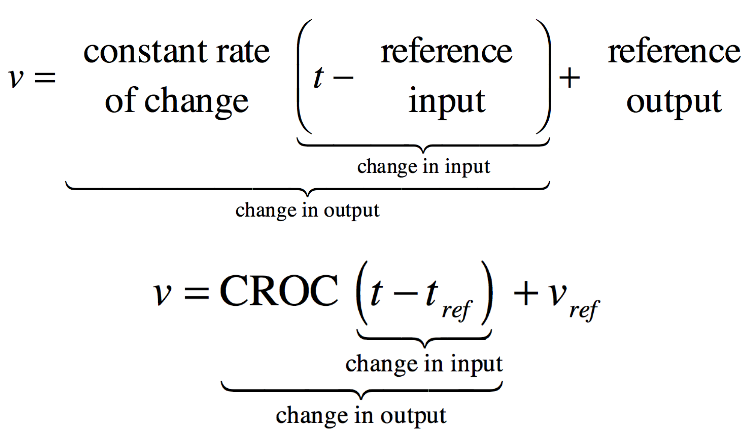 v = constant rate of change (t − reference input) + reference output
change in input
change in output
v = CROC (t − t_ref) + v_ref
change in input
change in output